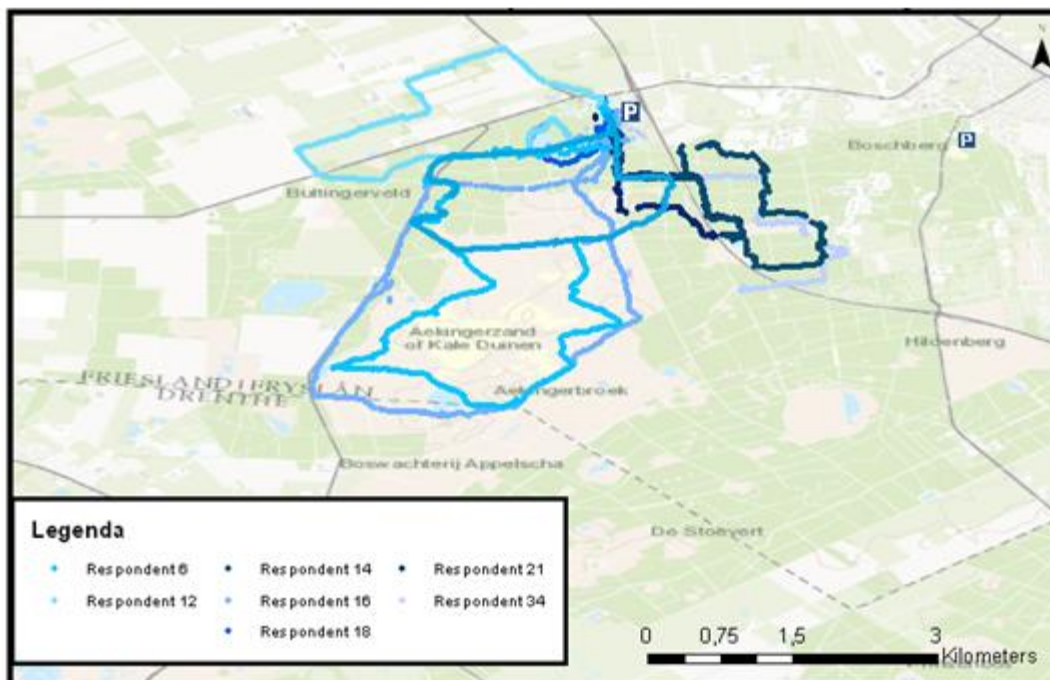 N
P
Boschberg
P
Bultingerveld
Aekingerzand
of Kale Duinen
Hildenberg
FRIESLAND | FRYSLÂN
DRENTHE
Aekingerbroek
Boswachterij Appelscha
De Stoevert
Legenda
Respondent 6
Respondent 14
Respondent 21
Respondent 12
Respondent 16
Respondent 34
Respondent 18
0 0,75 1,5 3
Kilometers